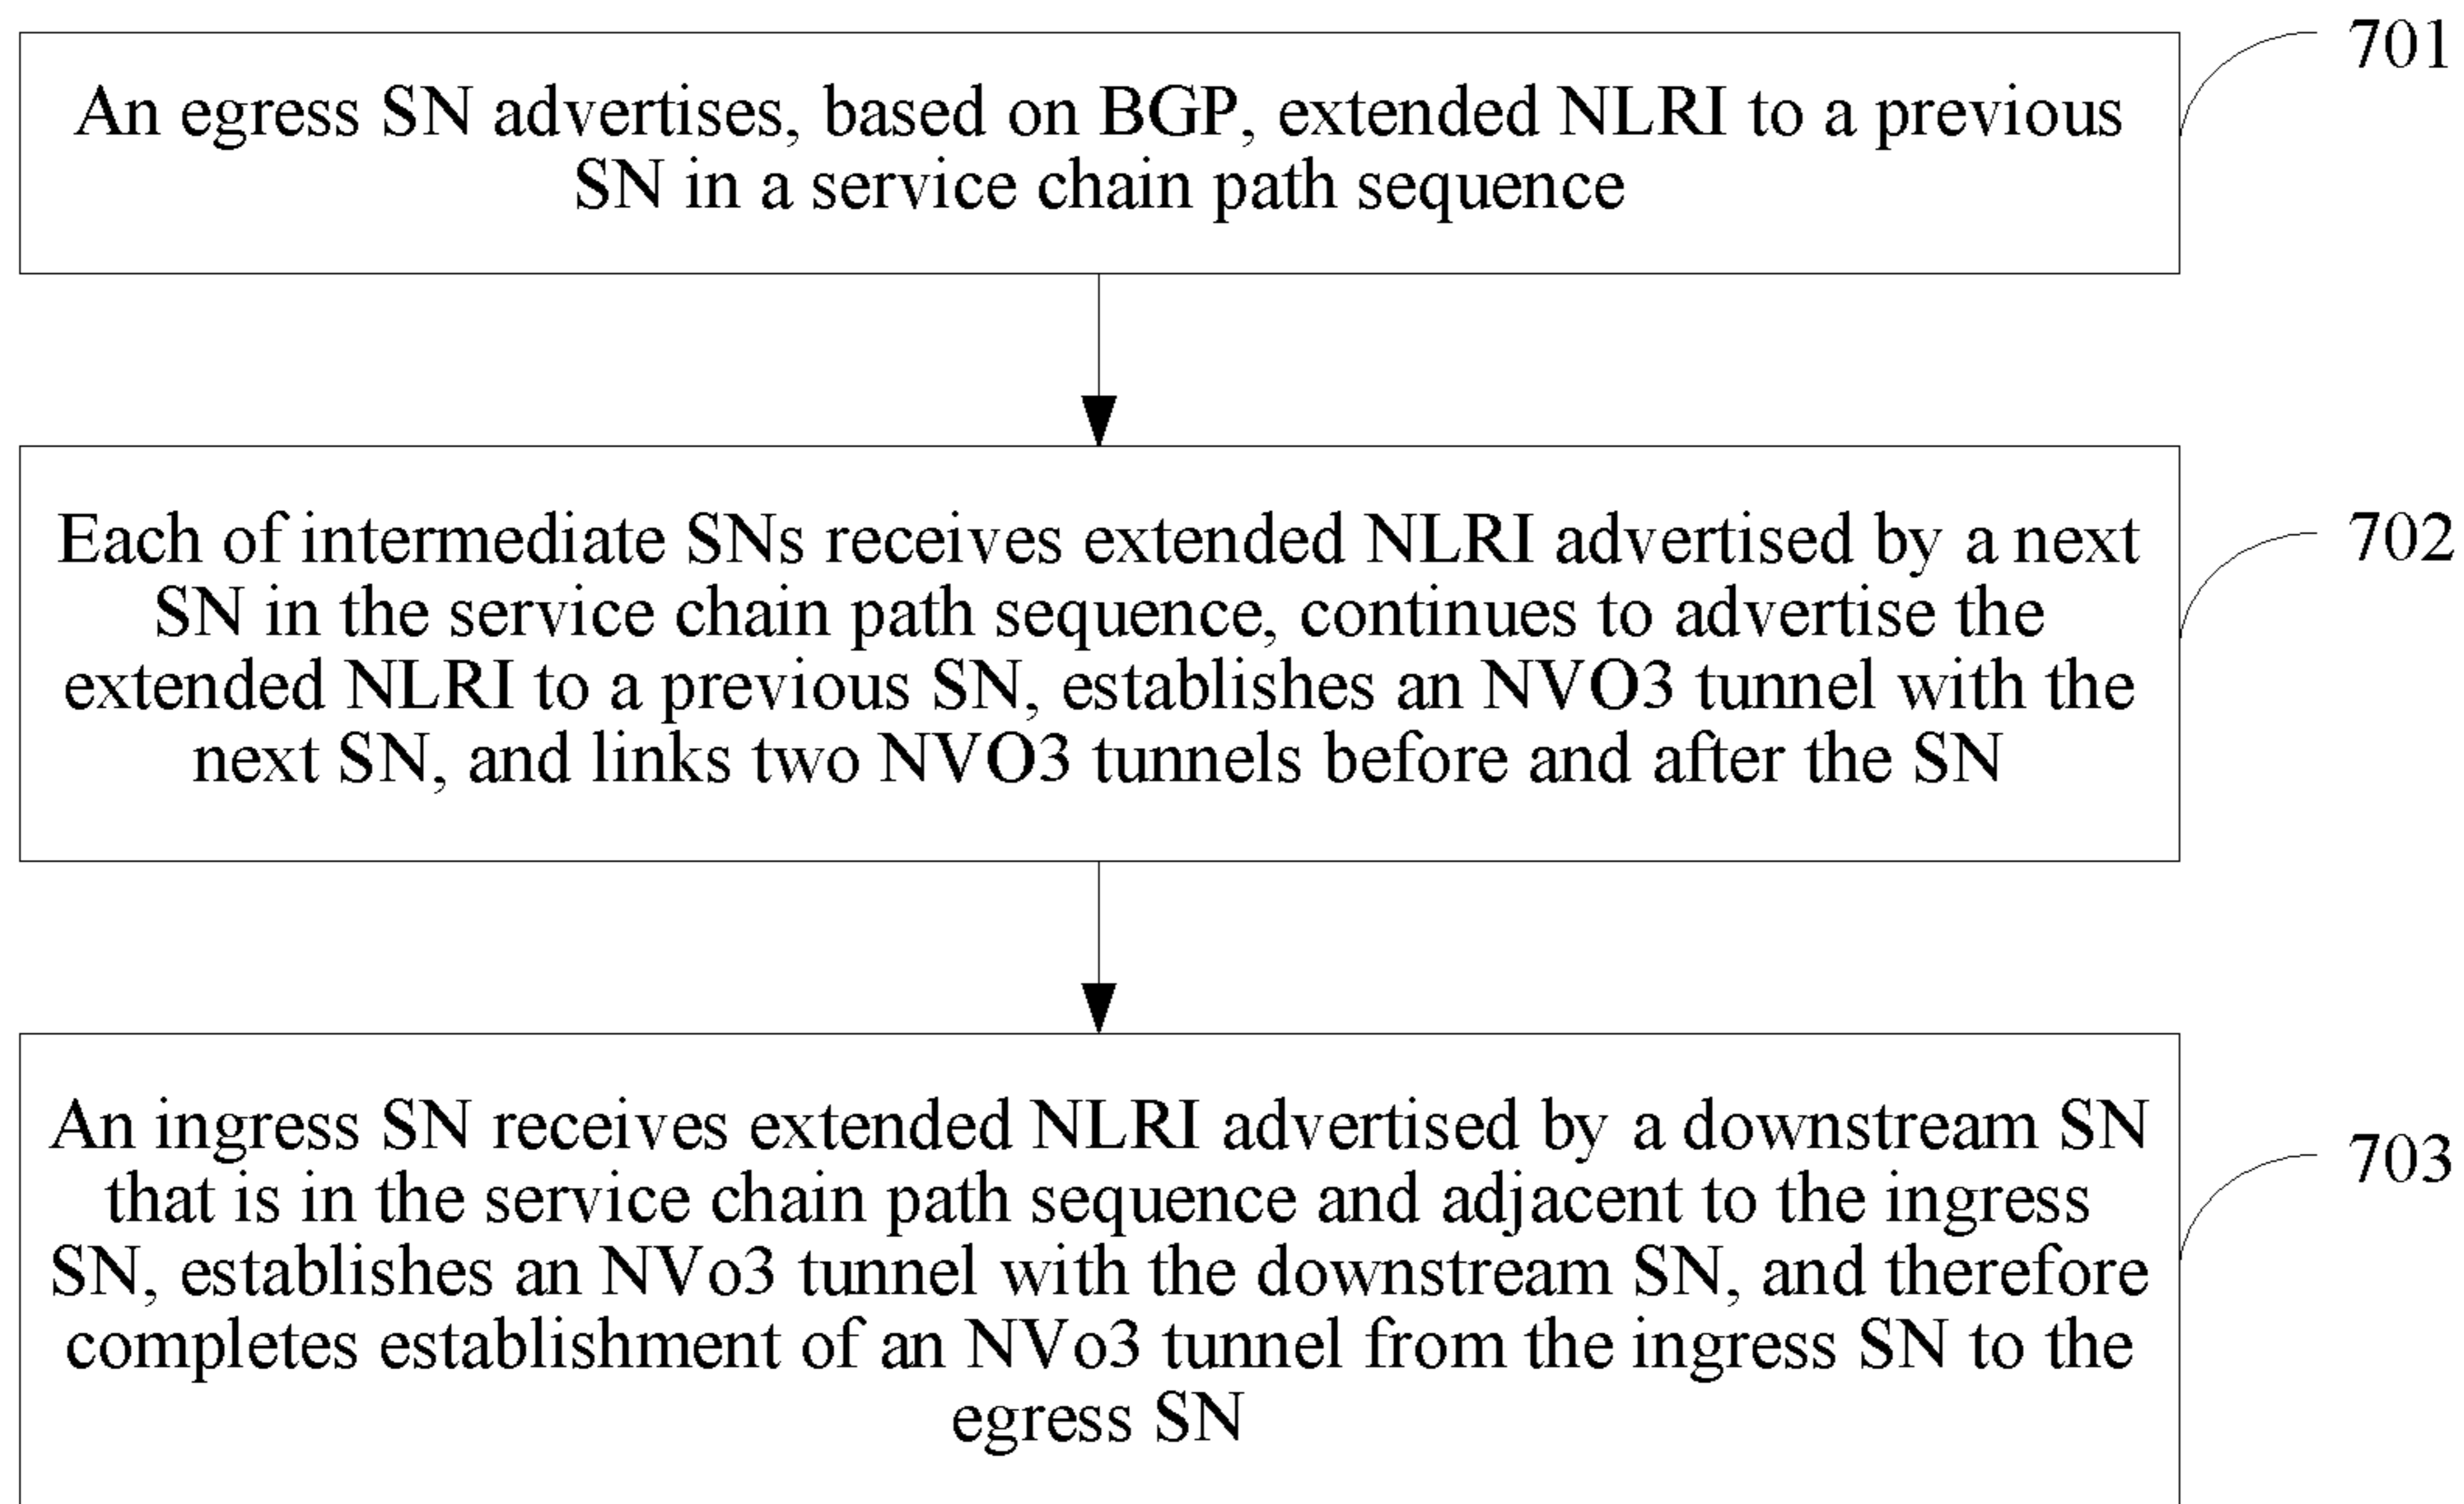 An egress SN advertises, based on BGP, extended NLRI to a previous
SN in a service chain path sequence
701
Each of intermediate SNs receives extended NLRI advertised by a next
SN in the service chain path sequence, continues to advertise the
extended NLRI to a previous SN, establishes an NVO3 tunnel with the
next SN, and links two NVO3 tunnels before and after the SN
702
An ingress SN receives extended NLRI advertised by a downstream SN
that is in the service chain path sequence and adjacent to the ingress
SN, establishes an NVo3 tunnel with the downstream SN, and therefore
completes establishment of an NVo3 tunnel from the ingress SN to the
egress SN
703